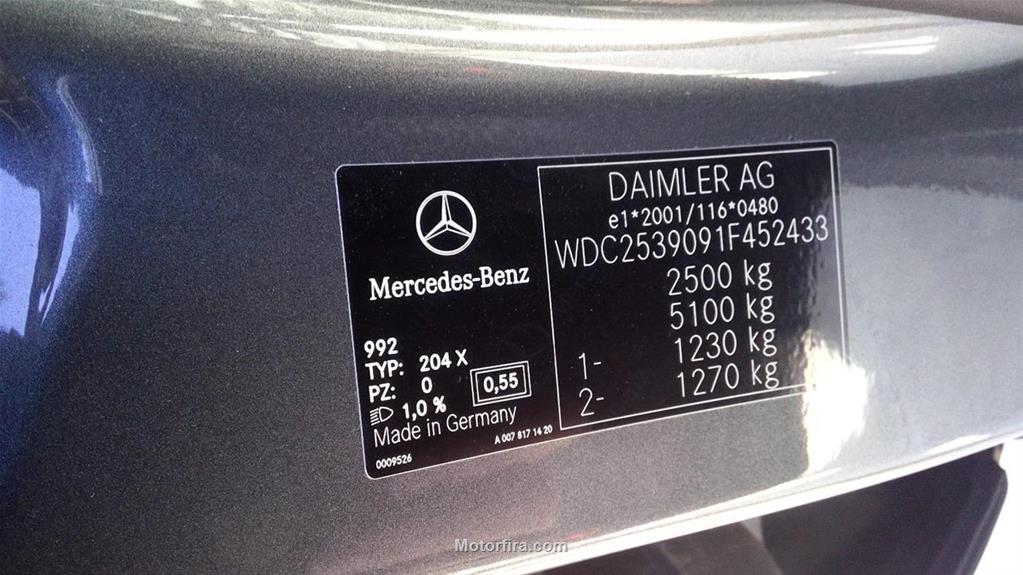 Mercedes-Benz
992
TYP: 204 X
PZ: 0
0,55
1,0 %
Made in Germany
A 007 817 14 20
0009526
DAIMLER AG
e1*2001/116*0480
WDC2539091F452433
2500 kg
5100 kg
1- 1230 kg
2- 1270 kg
Motorfira.com